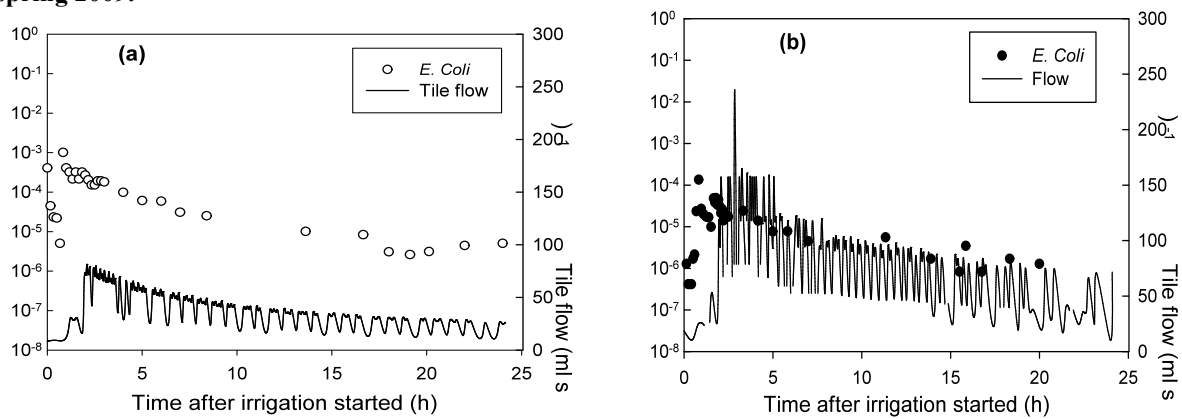 spring 2009.
(a)
E. Coli
Tile flow
10⁰
10⁻¹
10⁻²
10⁻³
10⁻⁴
10⁻⁵
10⁻⁶
10⁻⁷
10⁻⁸
300
250
200
150
100
50
0
Tile flow (ml s⁻¹)
0 5 10 15 20 25
Time after irrigation started (h)
(b)
E. Coli
Flow
10⁰
10⁻¹
10⁻²
10⁻³
10⁻⁴
10⁻⁵
10⁻⁶
10⁻⁷
10⁻⁸
300
250
200
150
100
50
0
Tile flow (ml s⁻¹)
0 5 10 15 20 25
Time after irrigation started (h)